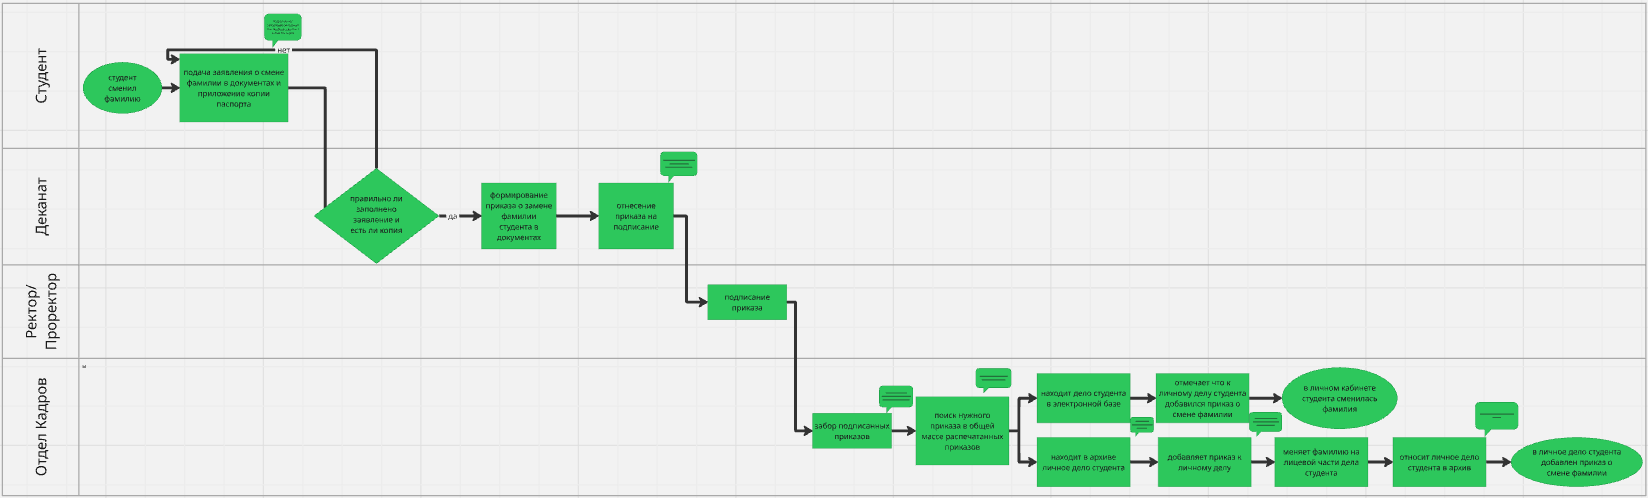 Студент
студент
сменил
фамилию
нет
подача заявления о смене
фамилии в документах и
приложение копии
паспорта
Деканат
правильно ли
заполнено
заявление и
есть ли копия
да
формирование
приказа о замене
фамилии
студента в
документах
отнесение
приказа на
подписание
Ректор/
Проректор
подписание
приказа
Отдел Кадров
забор подписанных
приказов
поиск нужного
приказа в общей
массе распечатанных
приказов
находит дело студента
в электронной базе
отмечает что к
личному делу студента
добавился приказ о
смене фамилии
в личном кабинете
студента сменилась
фамилия
находит в архиве
личное дело студента
добавляет приказ к
личному делу
меняет фамилию на
лицевой части дела
студента
относит личное дело
студента в архив
в личное дело студента
добавлен приказ о
смене фамилии